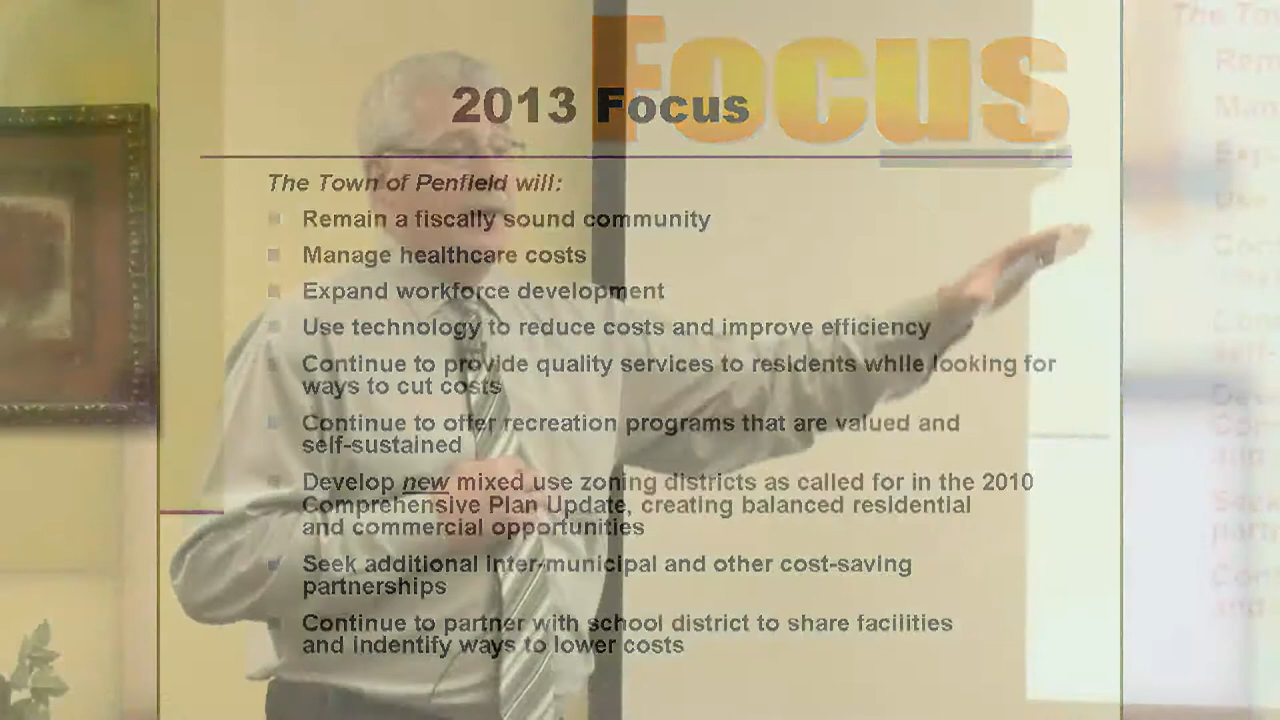 Focus
2013 Focus
The Town of Penfield will:
Remain a fiscally sound community
Manage healthcare costs
Expand workforce development
Use technology to reduce costs and improve efficiency
Continue to provide quality services to residents while looking for
ways to cut costs
Continue to offer recreation programs that are valued and
self-sustained
Develop new mixed use zoning districts as called for in the 2010
Comprehensive Plan Update, creating balanced residential
and commercial opportunities
Seek additional inter-municipal and other cost-saving
partnerships
Continue to partner with school district to share facilities
and indentify ways to lower costs